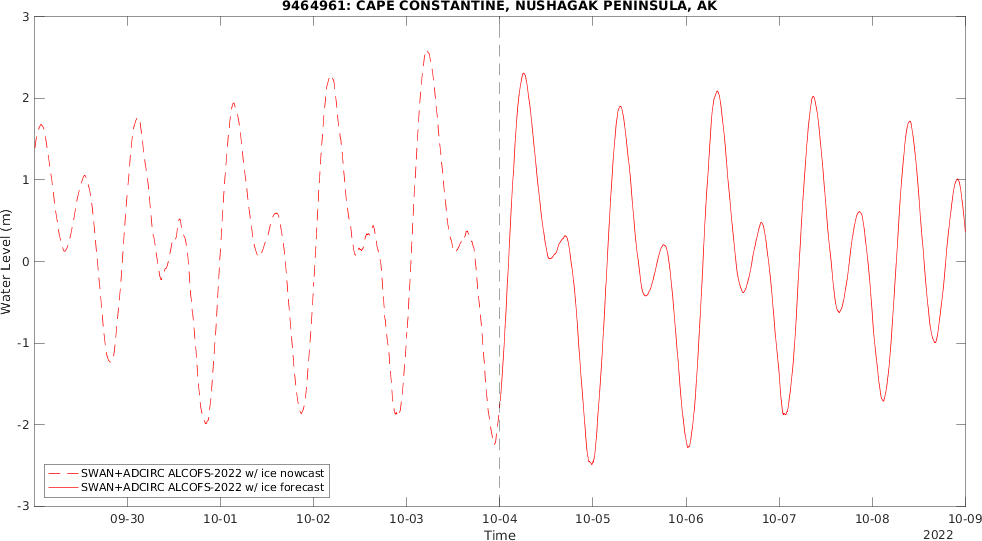 9464961: CAPE CONSTANTINE, NUSHAGAK PENINSULA, AK
3
2
1
0
-1
-2
-3
Water Level (m)
SWAN+ADCIRC ALCOFS-2022 w/ ice nowcast
SWAN+ADCIRC ALCOFS-2022 w/ ice forecast
09-30 10-01 10-02 10-03 10-04 10-05 10-06 10-07 10-08 10-09
Time
2022